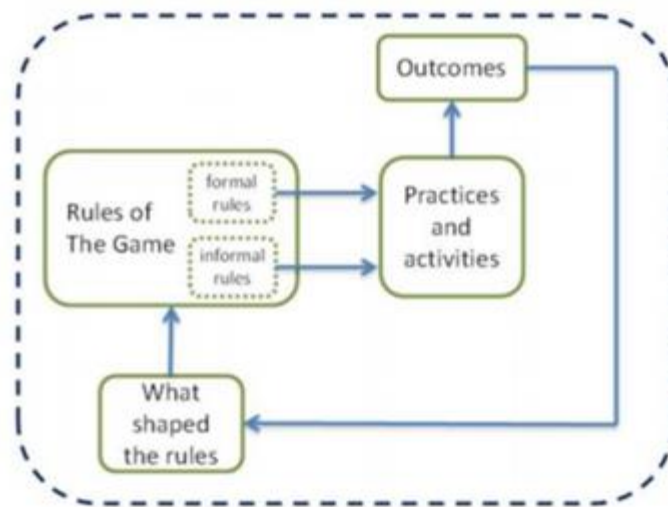 Outcomes
formal
rules
Rules of
The Game
informal
rules
Practices
and
activities
What
shaped
the rules